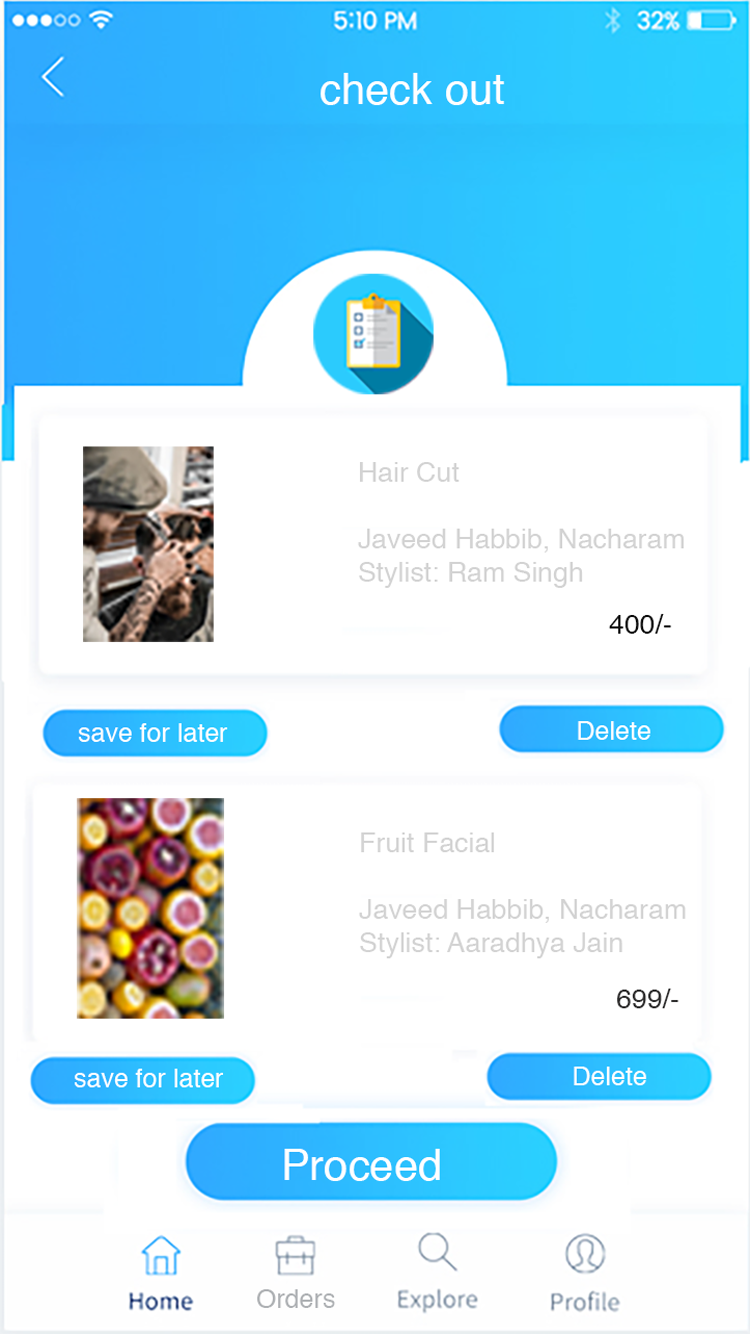 5:10 PM 32%
check out
Hair Cut
Javeed Habbib, Nacharam
Stylist: Ram Singh
400/-
save for later Delete
Fruit Facial
Javeed Habbib, Nacharam
Stylist: Aaradhya Jain
699/-
save for later Delete
Proceed
Home Orders Explore Profile